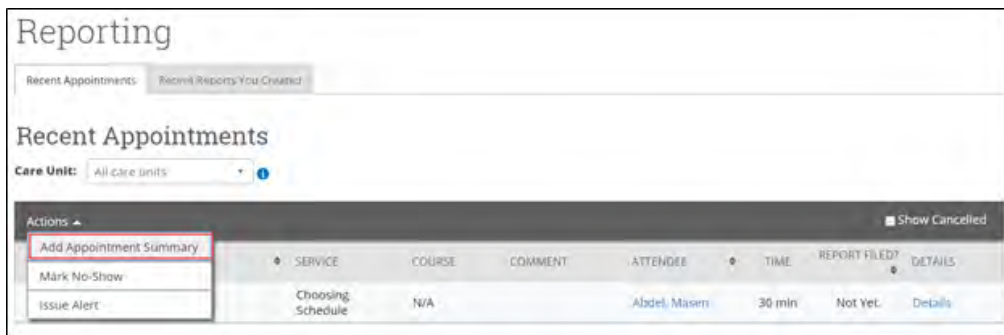 Reporting
Recent Appointments Recent Reports You Created
Recent Appointments
Care Unit: All care units
Actions Show Cancelled
Add Appointment Summary
Mark No-Show
Issue Alert
SERVICE COURSE COMMENT ATTENDEE TIME REPORT FILED? DETAILS
Choosing Schedule N/A Abdel, Masen 30 min Not Yet. Details